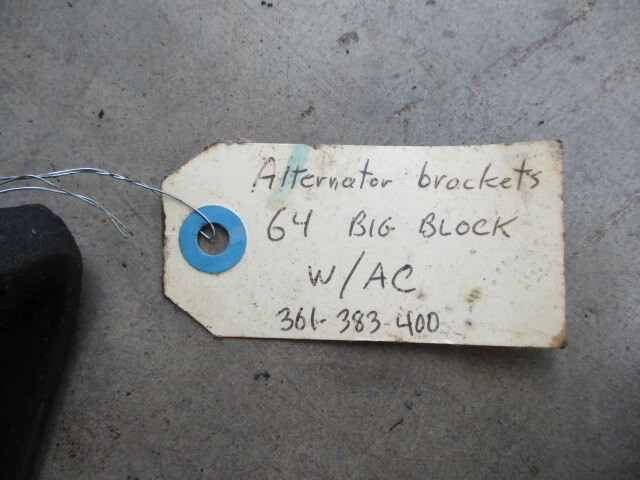 Alternator brackets
64 BIG BLOCK
W/AC
361-383-400